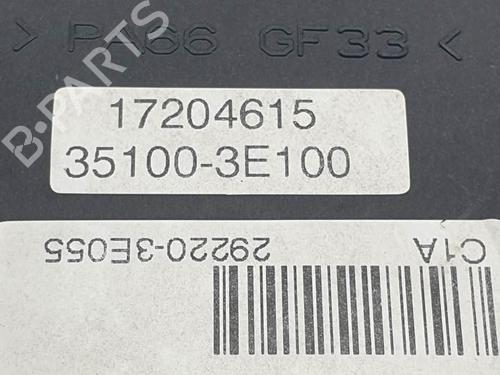 > PA66 GF33 <
17204615
35100-3E100
29220-3E055
C1A
B-PARTS